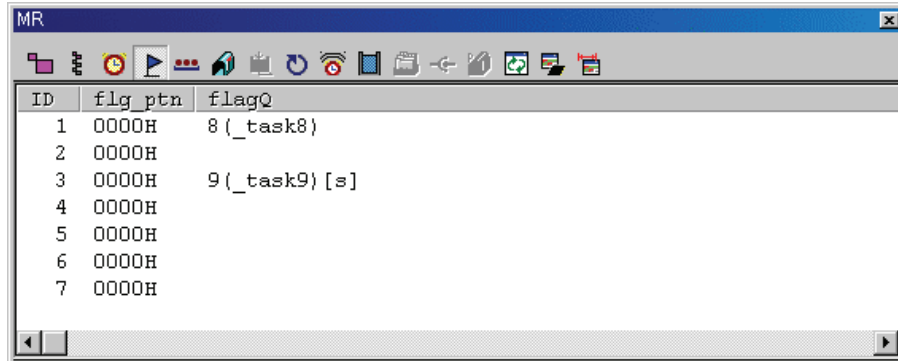 MR
ID flg_ptn flagQ
1 0000H 8(_task8)
2 0000H
3 0000H 9(_task9)[s]
4 0000H
5 0000H
6 0000H
7 0000H